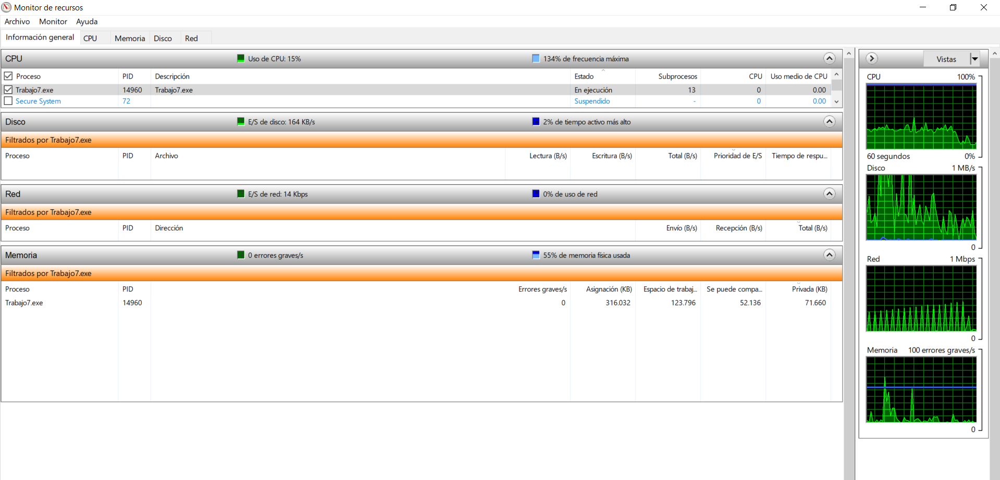 Monitor de recursos
Archivo Monitor Ayuda
Información general CPU Memoria Disco Red
CPU Uso de CPU: 15% 134% de frecuencia máxima
Proceso PID Descripción Estado Subprocesos CPU Uso medio de CPU
Trabajo7.exe 14960 Trabajo7.exe En ejecución 13 0 0.00
Secure System 72 Suspendido - 0 0.00
Disco E/S de disco: 164 KB/s 2% de tiempo activo más alto
Filtrados por Trabajo7.exe
Proceso PID Archivo Lectura (B/s) Escritura (B/s) Total (B/s) Prioridad de E/S Tiempo de respu...
Red E/S de red: 14 Kbps 0% de uso de red
Filtrados por Trabajo7.exe
Proceso PID Dirección Envío (B/s) Recepción (B/s) Total (B/s)
Memoria 0 errores graves/s 55% de memoria física usada
Filtrados por Trabajo7.exe
Proceso PID Errores graves/s Asignación (KB) Espacio de trabaj... Se puede compa... Privada (KB)
Trabajo7.exe 14960 0 316.032 123.796 52.136 71.660
Vistas
CPU 100%
60 segundos 0%
Disco 1 MB/s
0
Red 1 Mbps
0
Memoria 100 errores graves/s
0